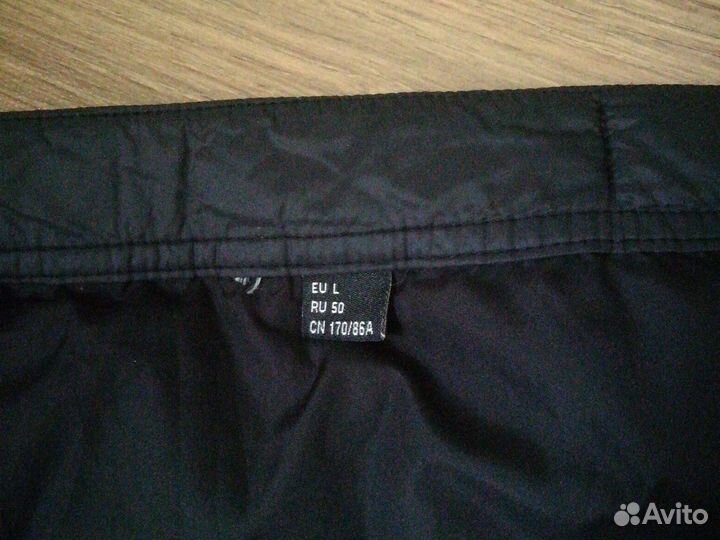 EU L
RU 50
CN 170/86A
Avito